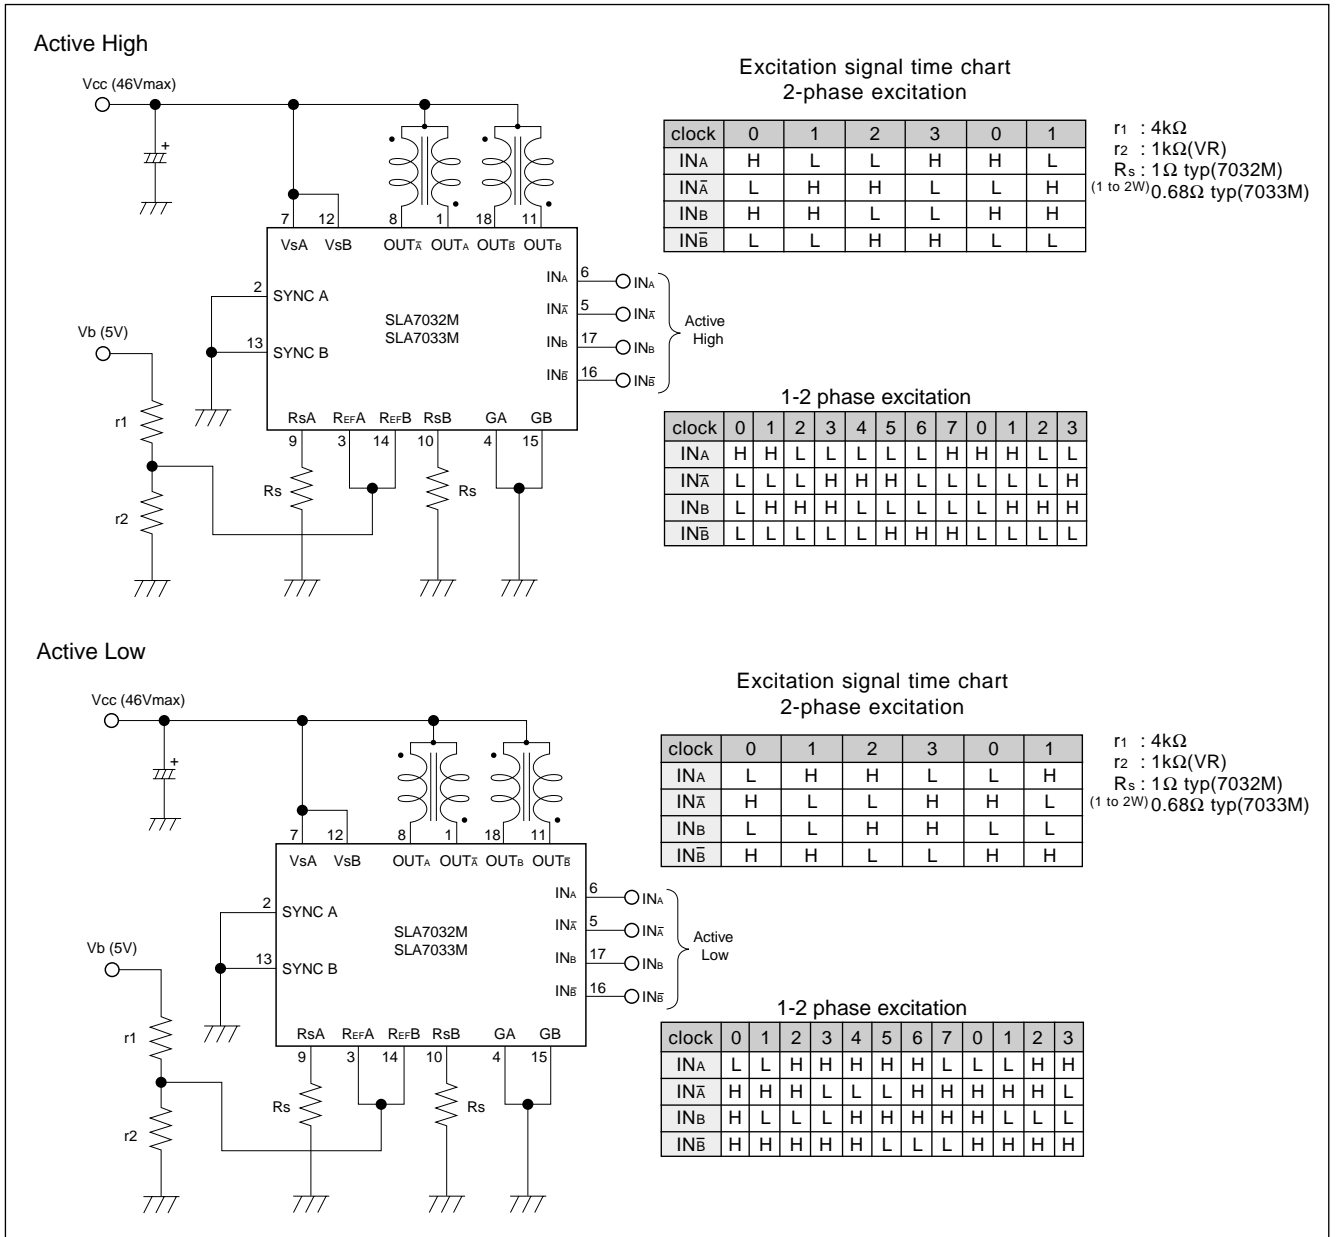 Active High
Vcc (46Vmax)
+
7
12
8
1
18
11
VsA
VsB
OUTA̅
OUTA
OUTB̅
OUTB
2
SYNC A
13
SYNC B
SLA7032M
SLA7033M
INA
6
INA
INA̅
5
INA̅
INB
17
INB
INB̅
16
INB̅
Active
High
Vb (5V)
r1
r2
RsA
REFA
REFB
RsB
GA
GB
9
3
14
10
4
15
Rs
Rs
Excitation signal time chart
2-phase excitation
clock 0 1 2 3 0 1
INA H L L H H L
INA̅ L H H L L H
INB H H L L H H
INB̅ L L H H L L
r1 : 4kΩ
r2 : 1kΩ(VR)
Rs : 1Ω typ(7032M)
(1 to 2W) 0.68Ω typ(7033M)
1-2 phase excitation
clock 0 1 2 3 4 5 6 7 0 1 2 3
INA H H L L L L L H H H L L
INA̅ L L L H H H L L L L L H
INB L H H H L L L L L H H H
INB̅ L L L L L H H H L L L L
Active Low
Vcc (46Vmax)
+
7
12
8
1
18
11
VsA
VsB
OUTA
OUTA̅
OUTB
OUTB̅
2
SYNC A
13
SYNC B
SLA7032M
SLA7033M
INA
6
INA
INA̅
5
INA̅
INB
17
INB
INB̅
16
INB̅
Active
Low
Vb (5V)
r1
r2
RsA
REFA
REFB
RsB
GA
GB
9
3
14
10
4
15
Rs
Rs
Excitation signal time chart
2-phase excitation
clock 0 1 2 3 0 1
INA L H H L L H
INA̅ H L L H H L
INB L L H H L L
INB̅ H H L L H H
r1 : 4kΩ
r2 : 1kΩ(VR)
Rs : 1Ω typ(7032M)
(1 to 2W) 0.68Ω typ(7033M)
1-2 phase excitation
clock 0 1 2 3 4 5 6 7 0 1 2 3
INA L L H H H H H L L L H H
INA̅ H H H L L L H H H H H L
INB H L L L H H H H H L L L
INB̅ H H H H H L L L H H H H